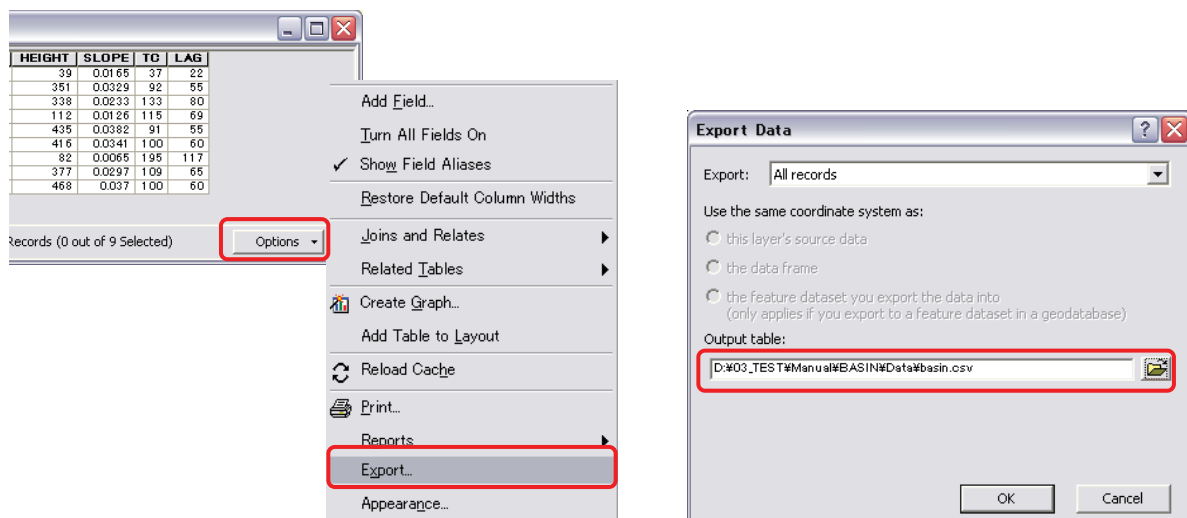 HEIGHT SLOPE TC LAG
39 0.0165 37 22
351 0.0329 92 55
338 0.0233 133 80
112 0.0126 115 69
435 0.0382 91 55
416 0.0341 100 60
82 0.0065 195 117
377 0.0297 109 65
468 0.037 100 60
Records (0 out of 9 Selected) Options
Add Field...
Turn All Fields On
Show Field Aliases
Restore Default Column Widths
Joins and Relates
Related Tables
Create Graph...
Add Table to Layout
Reload Cache
Print...
Reports
Export...
Appearance...
Export Data
Export: All records
Use the same coordinate system as:
this layer's source data
the data frame
the feature dataset you export the data into
(only applies if you export to a feature dataset in a geodatabase)
Output table:
D:¥03_TEST¥Manual¥BASIN¥Data¥basin.csv
OK Cancel